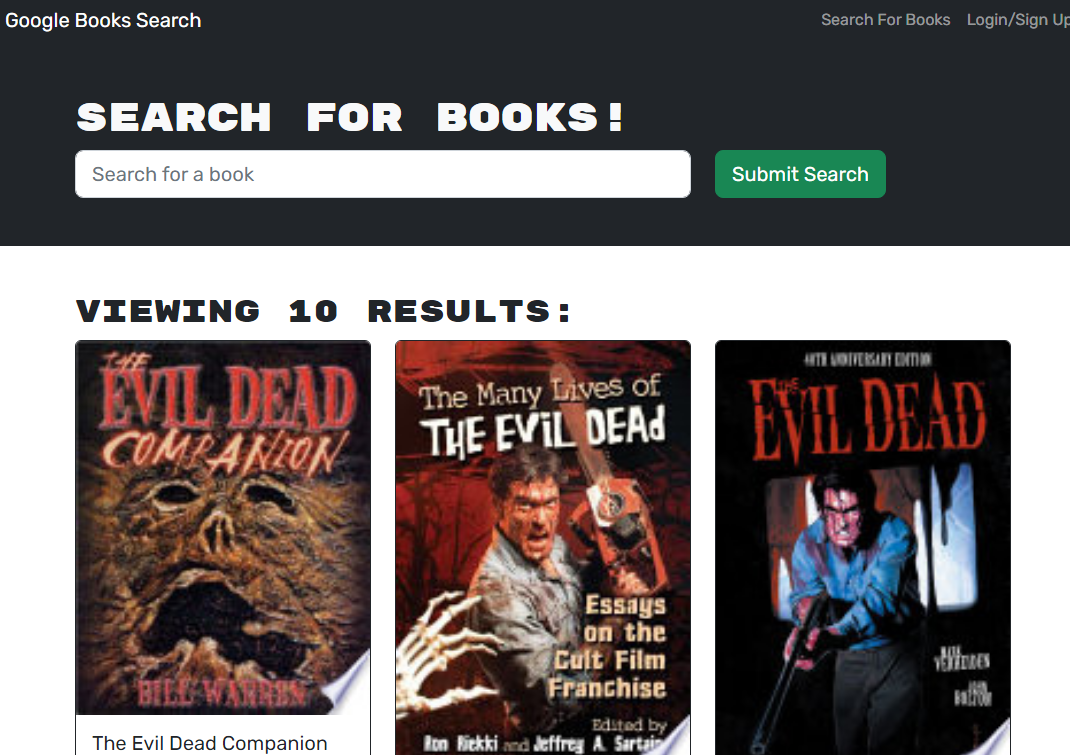 Google Books Search
Search For Books
Login/Sign Up
SEARCH FOR BOOKS!
Search for a book
Submit Search
VIEWING 10 RESULTS:
THE
EVIL DEAD
COMPANION
BILL WARREN
The Evil Dead Companion
The Many Lives of
THE EVIL DEAD
Essays
on the
Cult Film
Franchise
Edited by
Ron Riekki and Jeffrey A. Sartain
40TH ANNIVERSARY EDITION
THE
EVIL DEAD
MARK
VERHEIDEN
JOHN
BOLTON